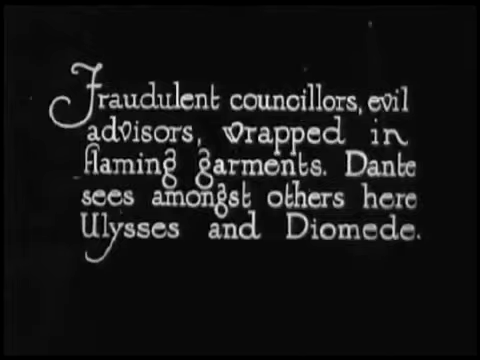 Fraudulent councillors, evil
advisors, wrapped in
flaming garments. Dante
sees amongst others here
Ulysses and Diomede.